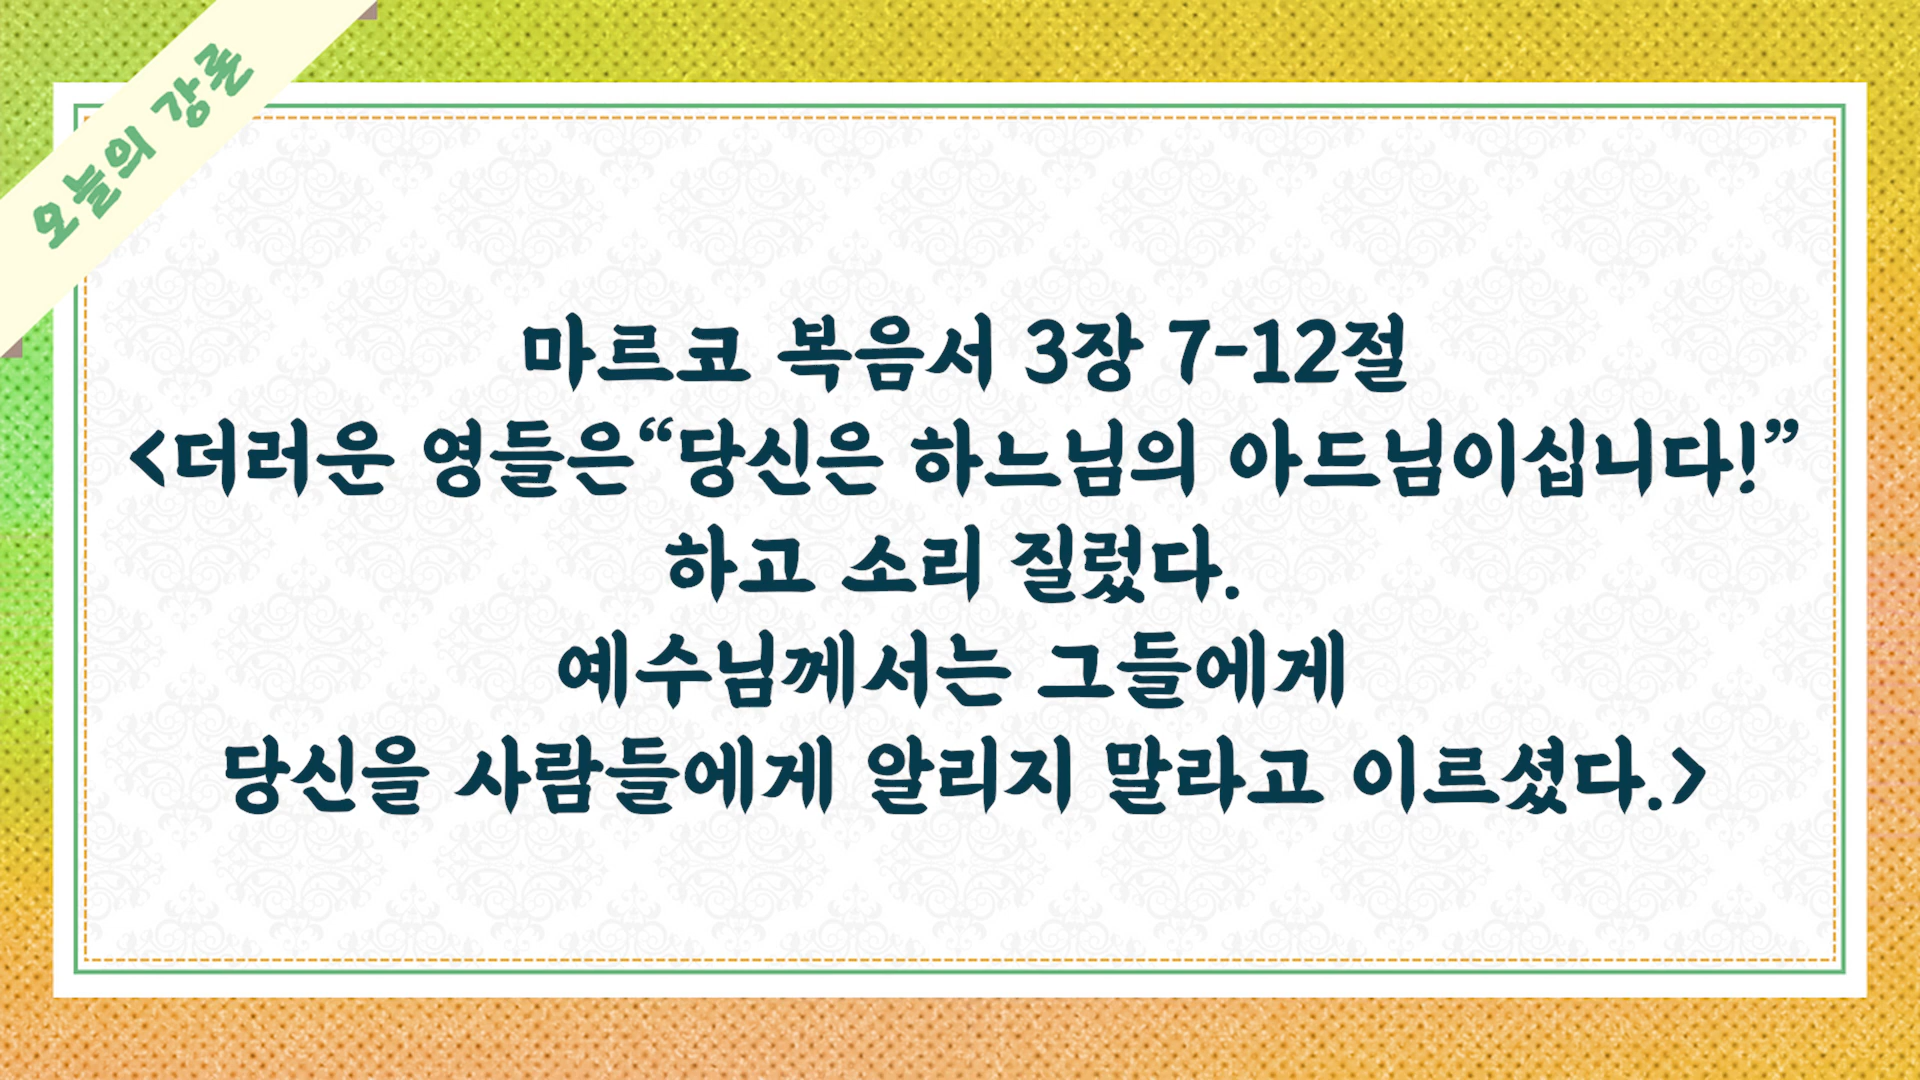 오늘의 강론
마르코 복음서 3장 7-12절
<더러운 영들은“당신은 하느님의 아드님이십니다!”
하고 소리 질렀다.
예수님께서는 그들에게
당신을 사람들에게 알리지 말라고 이르셨다.>